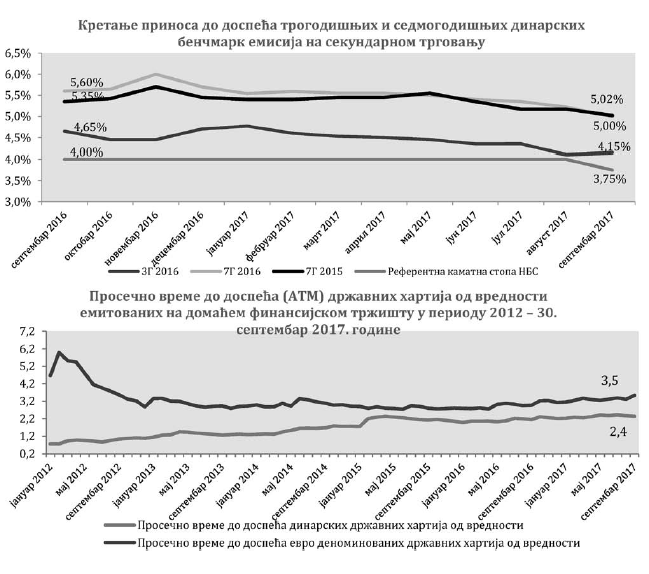 Кретање приноса до доспећа трогодишњих и седмогодишњих динарских
бенчмарк емисија на секундарном трговању
6,5%
6,0%
5,5%
5,0%
4,5%
4,0%
3,5%
3,0%
5,60%
5,35%
4,65%
4,00%
5,02%
5,00%
4,15%
3,75%
септембар 2016
октобар 2016
новембар 2016
децембар 2016
јануар 2017
фебруар 2017
март 2017
април 2017
мај 2017
јун 2017
јул 2017
август 2017
септембар 2017
3Г 2016
7Г 2016
7Г 2015
Референтна каматна стопа НБС
Просечно време до доспећа (АТМ) државних хартија од вредности
емитованих на домаћем финансијском тржишту у периоду 2012 – 30.
септембар 2017. године
7,2
6,2
5,2
4,2
3,2
2,2
1,2
0,2
3,5
2,4
јануар 2012
мај 2012
септембар 2012
јануар 2013
мај 2013
септембар 2013
јануар 2014
мај 2014
септембар 2014
јануар 2015
мај 2015
септембар 2015
јануар 2016
мај 2016
септембар 2016
јануар 2017
мај 2017
септембар 2017
Просечно време до доспећа динарских државних хартија од вредности
Просечно време до доспећа евро деноминованих државних хартија од вредности